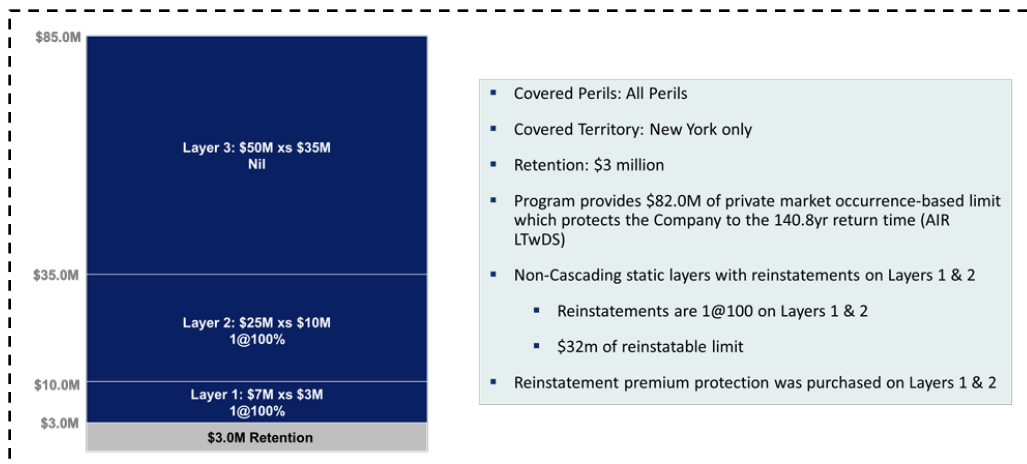 $85.0M
Layer 3: $50M xs $35M
Nil
$35.0M
Layer 2: $25M xs $10M
1@100%
$10.0M
Layer 1: $7M xs $3M
1@100%
$3.0M
$3.0M Retention
▪ Covered Perils: All Perils
▪ Covered Territory: New York only
▪ Retention: $3 million
▪ Program provides $82.0M of private market occurrence-based limit
which protects the Company to the 140.8yr return time (AIR
LTwDS)
▪ Non-Cascading static layers with reinstatements on Layers 1 & 2
▪ Reinstatements are 1@100 on Layers 1 & 2
▪ $32m of reinstatable limit
▪ Reinstatement premium protection was purchased on Layers 1 & 2